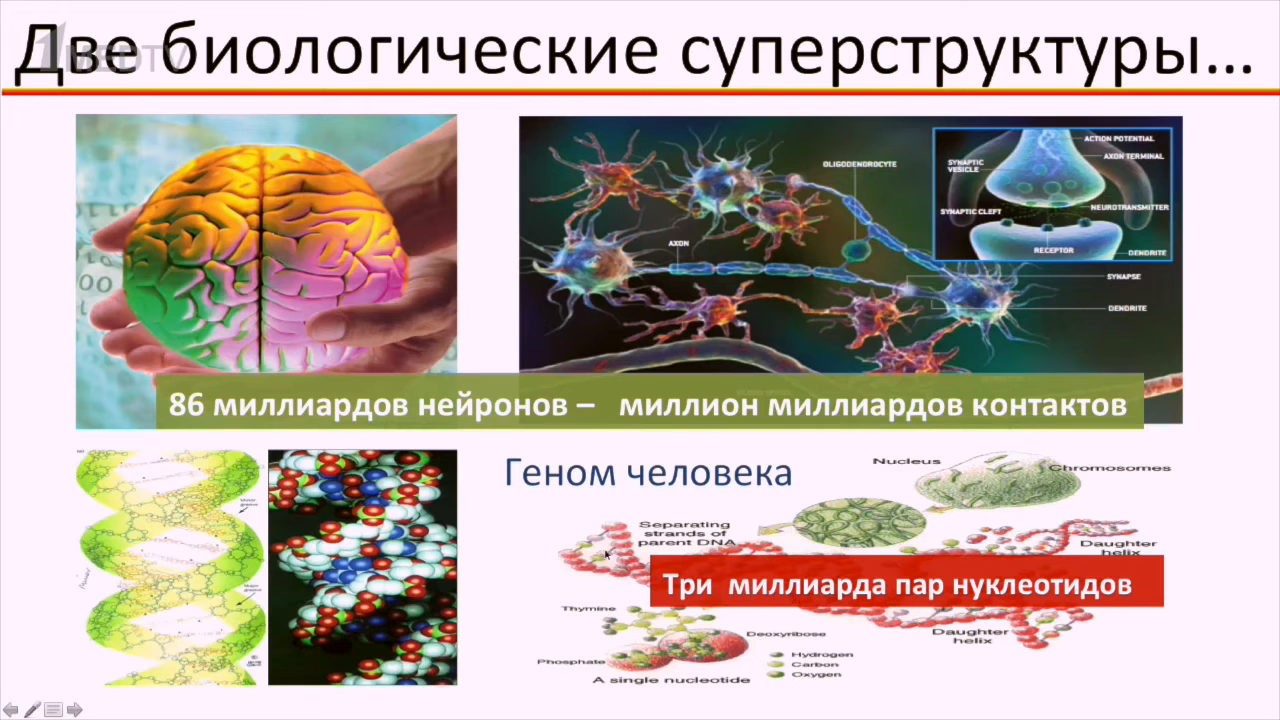 Две биологические суперструктуры...
1MEDTV
OLIGODENDROCYTE
AXON
ACTION POTENTIAL
AXON TERMINAL
SYNAPTIC
VESICLE
NEUROTRANSMITTER
SYNAPTIC CLEFT
RECEPTOR
DENDRITE
SYNAPSE
DENDRITE
86 миллиардов нейронов – миллион миллиардов контактов
Геном человека
Nucleus
Chromosomes
Separating
strands of
parent DNA
Daughter
helix
Три миллиарда пар нуклеотидов
Thymine
Deoxyribose
Daughter
helix
Phosphate
Hydrogen
Carbon
Oxygen
A single nucleotide